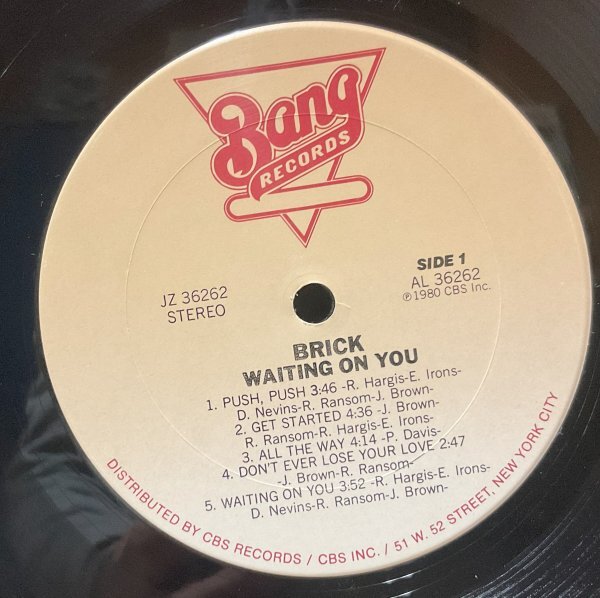 Bang
RECORDS
JZ 36262
STEREO
SIDE 1
AL 36262
℗1980 CBS Inc.
BRICK
WAITING ON YOU
1. PUSH, PUSH 3:46 -R. Hargis-E. Irons-
D. Nevins-R. Ransom-J. Brown-
2. GET STARTED 4:36 -J. Brown-
R. Ransom-R. Hargis-E. Irons-
3. ALL THE WAY 4:14 -P. Davis-
4. DON'T EVER LOSE YOUR LOVE 2:47
-J. Brown-R. Ransom-
5. WAITING ON YOU 3:52 -R. Hargis-E. Irons-
D. Nevins-R. Ransom-J. Brown-
DISTRIBUTED BY CBS RECORDS / CBS INC. / 51 W. 52 STREET, NEW YORK CITY